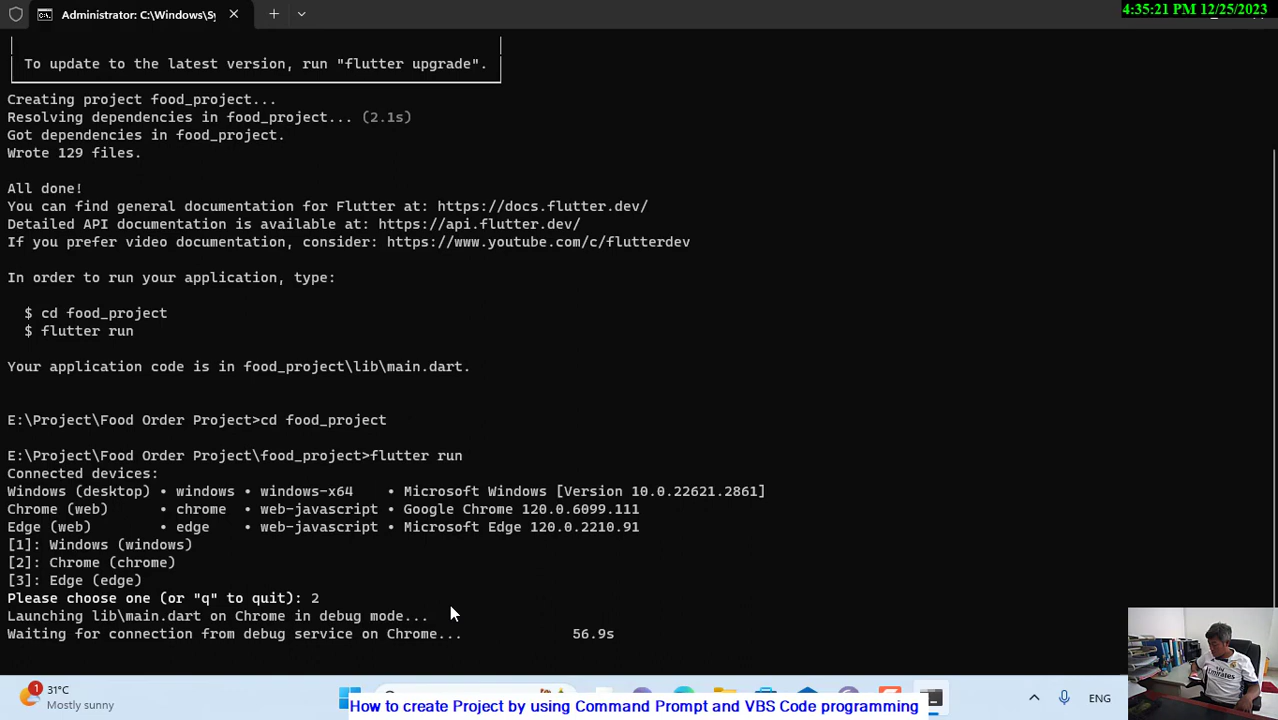 Administrator: C:\Windows\Sy
4:35:21 PM 12/25/2023
To update to the latest version, run "flutter upgrade".
Creating project food_project...
Resolving dependencies in food_project... (2.1s)
Got dependencies in food_project.
Wrote 129 files.
All done!
You can find general documentation for Flutter at: https://docs.flutter.dev/
Detailed API documentation is available at: https://api.flutter.dev/
If you prefer video documentation, consider: https://www.youtube.com/c/flutterdev
In order to run your application, type:
$ cd food_project
$ flutter run
Your application code is in food_project\lib\main.dart.
E:\Project\Food Order Project>cd food_project
E:\Project\Food Order Project\food_project>flutter run
Connected devices:
Windows (desktop) • windows • windows-x64    • Microsoft Windows [Version 10.0.22621.2861]
Chrome (web)      • chrome  • web-javascript • Google Chrome 120.0.6099.111
Edge (web)        • edge    • web-javascript • Microsoft Edge 120.0.2210.91
[1]: Windows (windows)
[2]: Chrome (chrome)
[3]: Edge (edge)
Please choose one (or "q" to quit): 2
Launching lib\main.dart on Chrome in debug mode...
Waiting for connection from debug service on Chrome...             56.9s
1
31°C
Mostly sunny
ENG
How to create Project by using Command Prompt and VBS Code programming